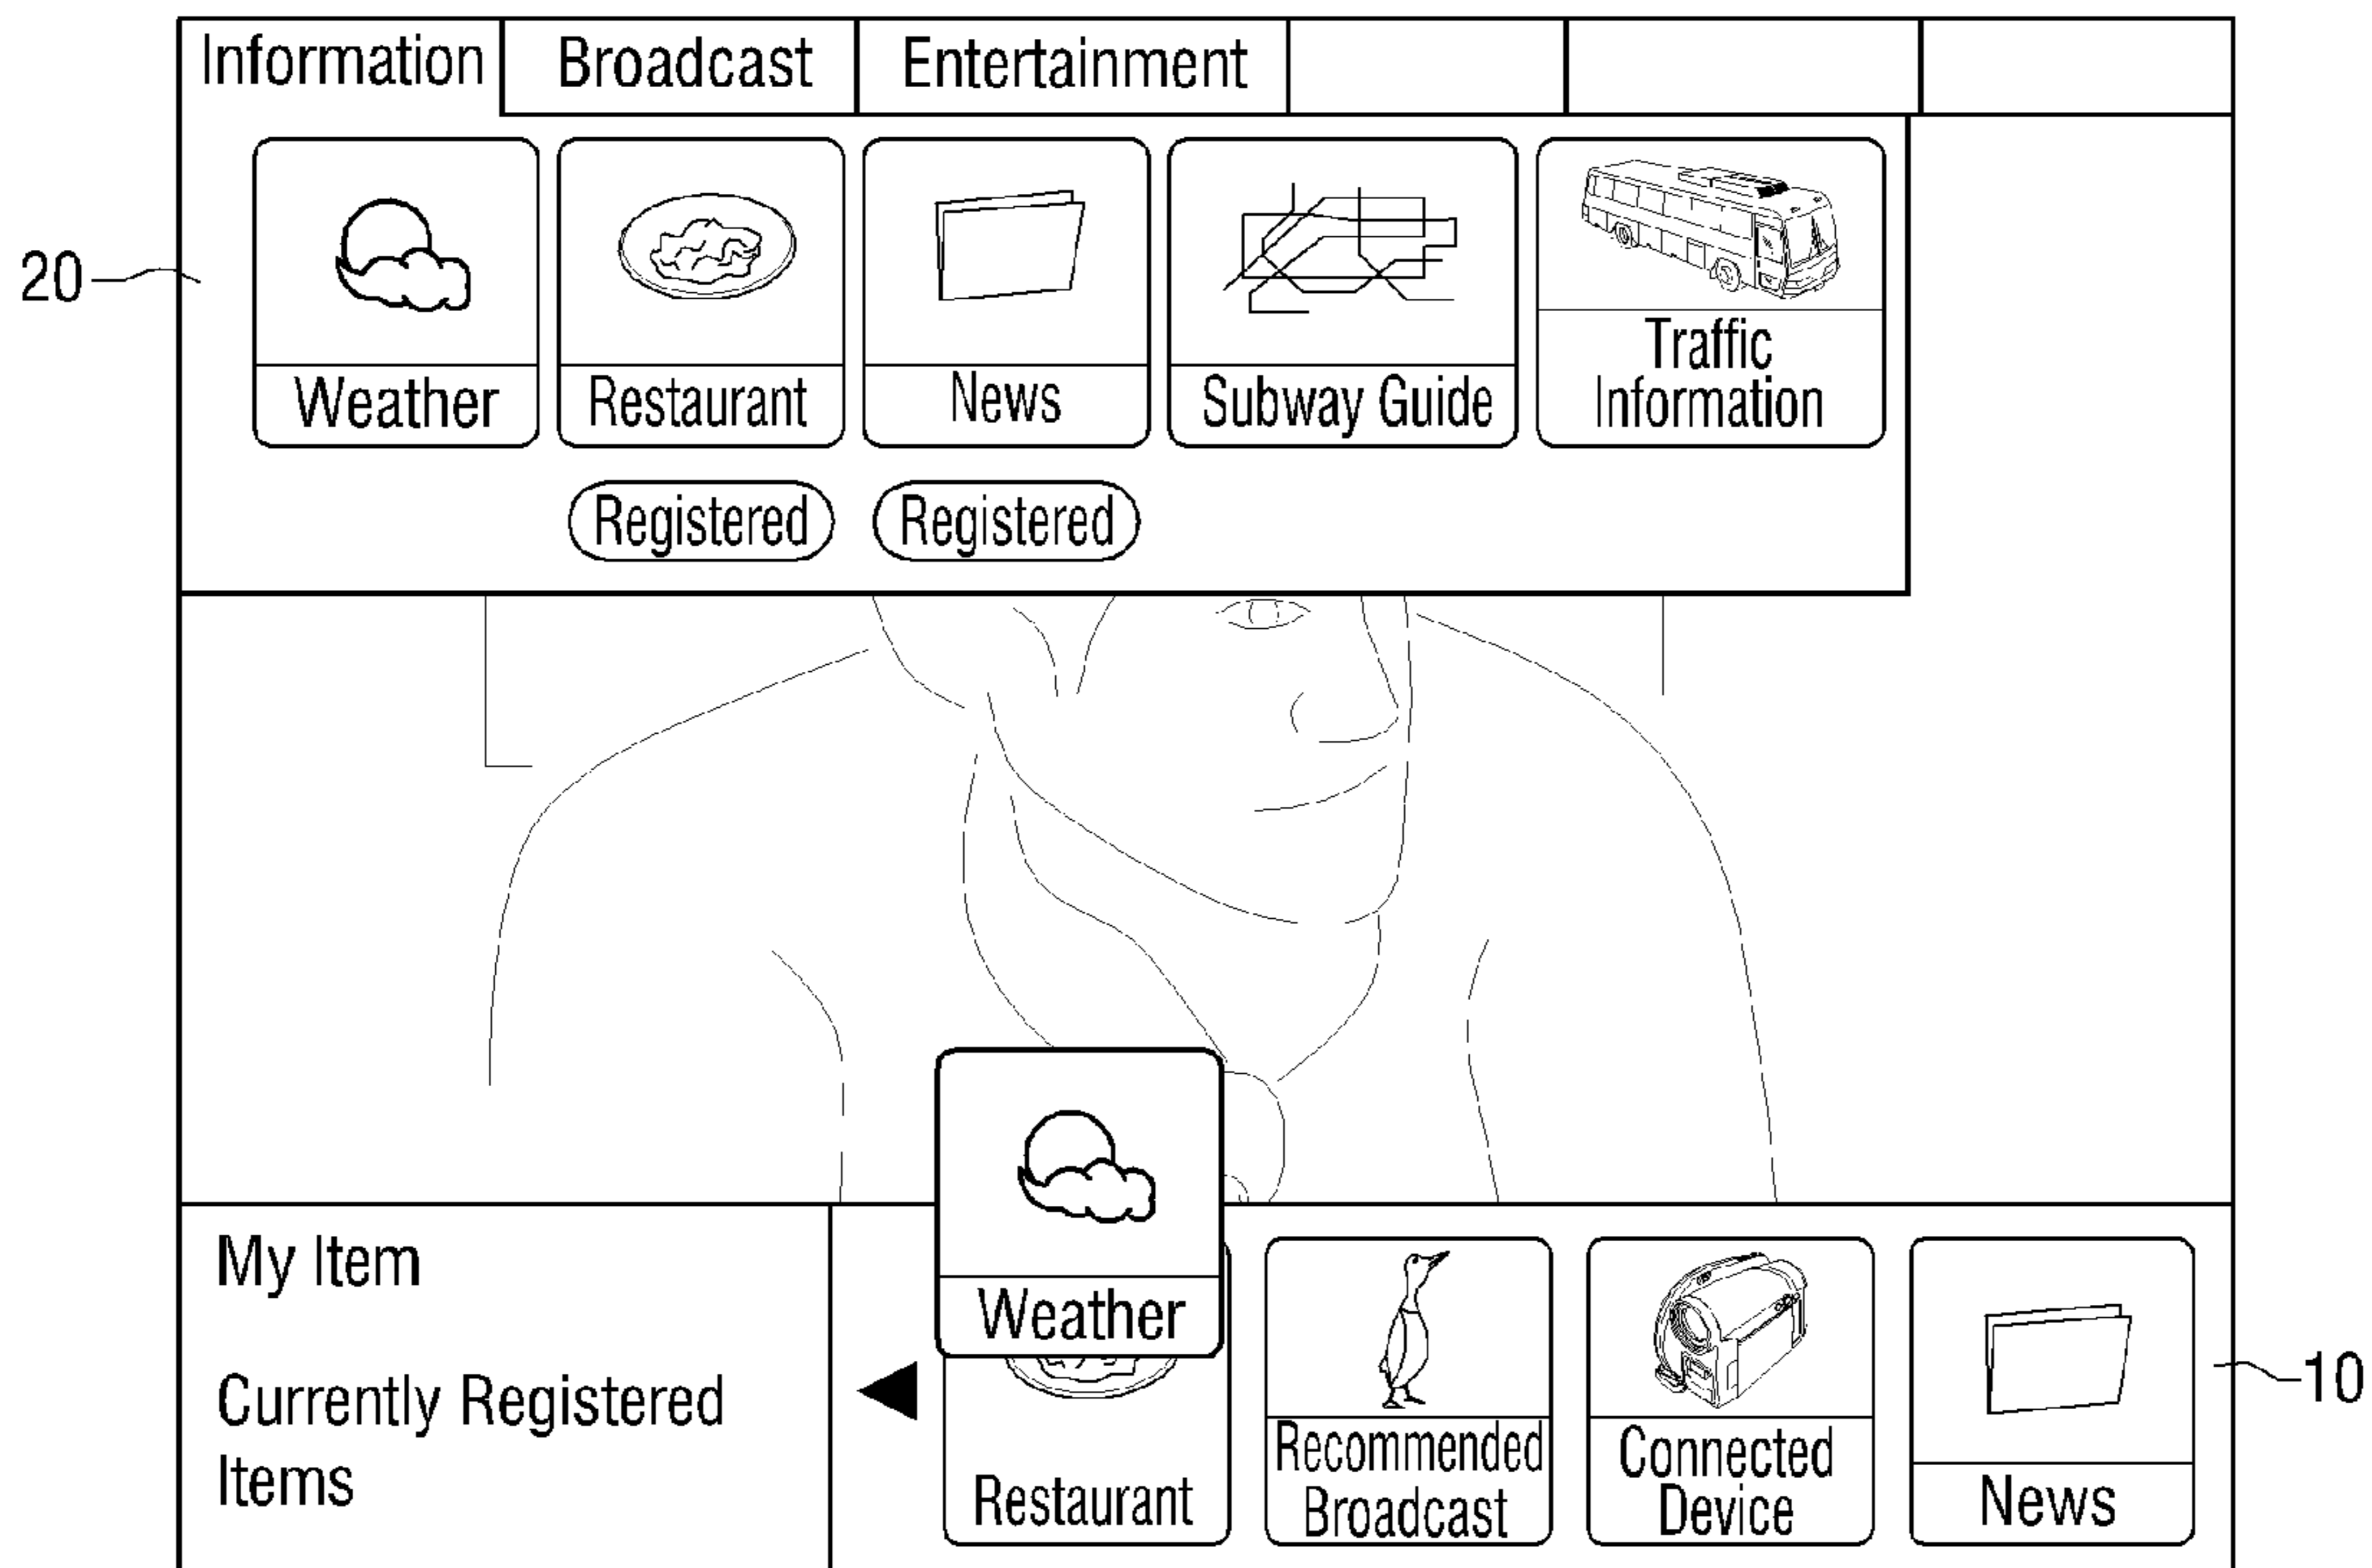 Information Broadcast Entertainment
20
Weather Restaurant News Subway Guide Traffic
Information
Registered Registered
Weather
My Item
Currently Registered
Items
Restaurant
Recommended
Broadcast
Connected
Device
News
10